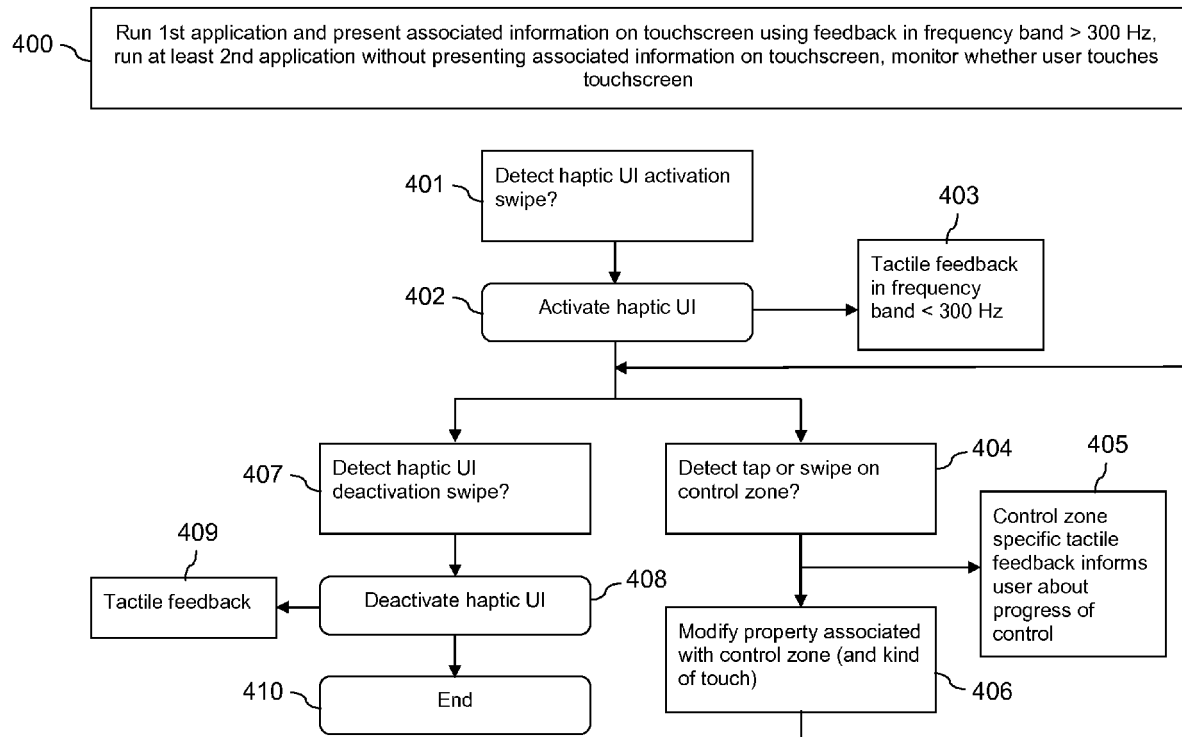 400
Run 1st application and present associated information on touchscreen using feedback in frequency band > 300 Hz,
run at least 2nd application without presenting associated information on touchscreen, monitor whether user touches
touchscreen
401
Detect haptic UI activation
swipe?
403
Tactile feedback
in frequency
band < 300 Hz
402
Activate haptic UI
407
Detect haptic UI
deactivation swipe?
404
Detect tap or swipe on
control zone?
405
Control zone
specific tactile
feedback informs
user about
progress of
control
409
Tactile feedback
408
Deactivate haptic UI
406
Modify property associated
with control zone (and kind
of touch)
410
End